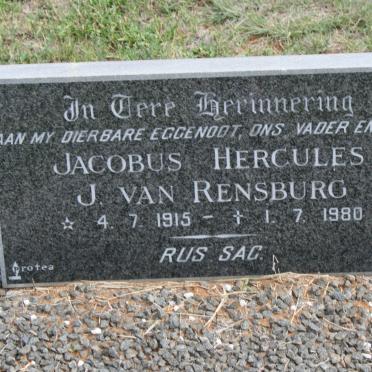 In Tere Herinnering
AAN MY DIERBARE EGGENOOT, ONS VADER EN
JACOBUS HERCULES
J. VAN RENSBURG
☆ 4. 7. 1915 - ✝ 1. 7. 1980
RUS SAG.
Protea